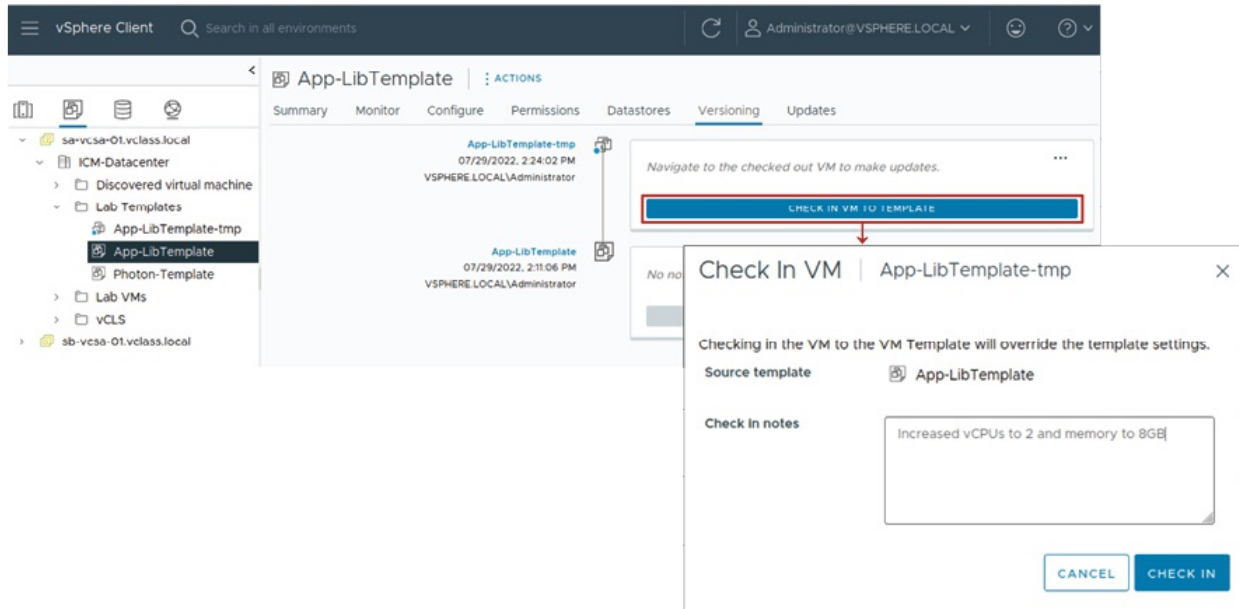 vSphere Client
Search in all environments
Administrator@VSPHERE.LOCAL
App-LibTemplate
ACTIONS
Summary Monitor Configure Permissions Datastores Versioning Updates
sa-vcsa-01.vclass.local
ICM-Datacenter
Discovered virtual machine
Lab Templates
App-LibTemplate-tmp
App-LibTemplate
Photon-Template
Lab VMs
vCLS
sb-vcsa-01.vclass.local
App-LibTemplate-tmp
07/29/2022, 2:24:02 PM
VSPHERE.LOCAL\Administrator
Navigate to the checked out VM to make updates.
CHECK IN VM TO TEMPLATE
App-LibTemplate
07/29/2022, 2:11:06 PM
VSPHERE.LOCAL\Administrator
No no
Check In VM App-LibTemplate-tmp
Checking in the VM to the VM Template will override the template settings.
Source template App-LibTemplate
Check in notes
Increased vCPUs to 2 and memory to 8GB
CANCEL CHECK IN